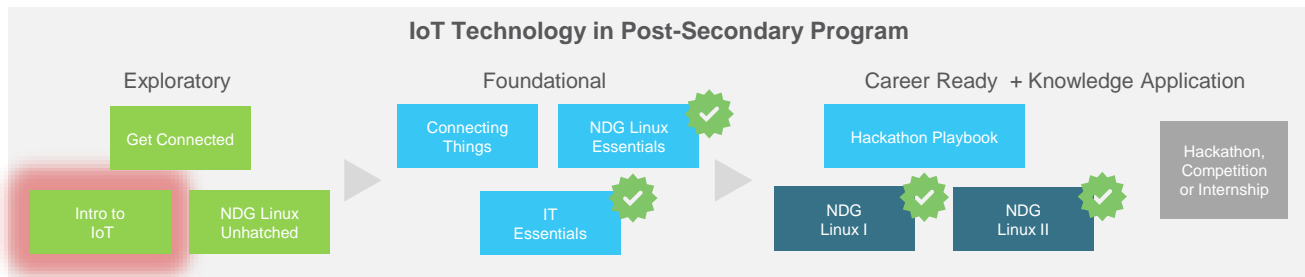 IoT Technology in Post-Secondary Program
Exploratory
Get Connected
Intro to
IoT
NDG Linux
Unhatched
Foundational
Connecting
Things
NDG Linux
Essentials
IT
Essentials
Career Ready + Knowledge Application
Hackathon Playbook
NDG
Linux I
NDG
Linux II
Hackathon,
Competition
or Internship